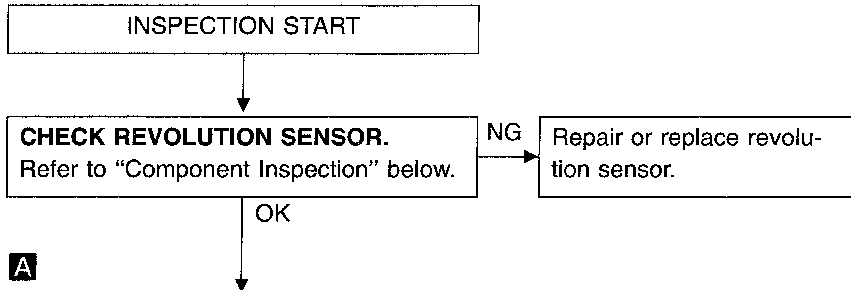 INSPECTION START
CHECK REVOLUTION SENSOR.
Refer to “Component Inspection” below.
NG
Repair or replace revolu-
tion sensor.
OK
A